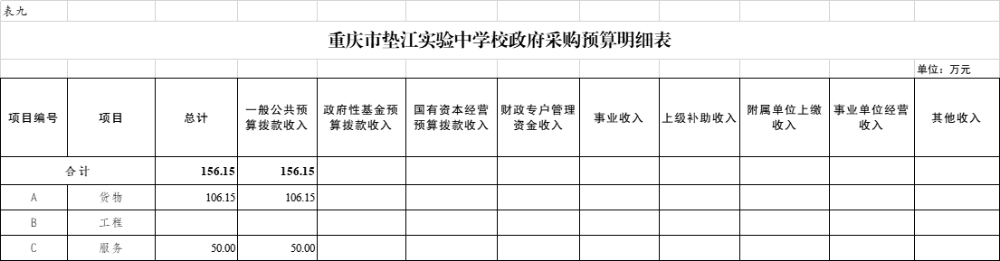 表九
重庆市垫江实验中学校政府采购预算明细表
单位：万元
项目编号 项目 总计 一般公共预算拨款收入 政府性基金预算拨款收入 国有资本经营预算拨款收入 财政专户管理资金收入 事业收入 上级补助收入 附属单位上缴收入 事业单位经营收入 其他收入
合计 156.15 156.15
A 货物 106.15 106.15
B 工程
C 服务 50.00 50.00